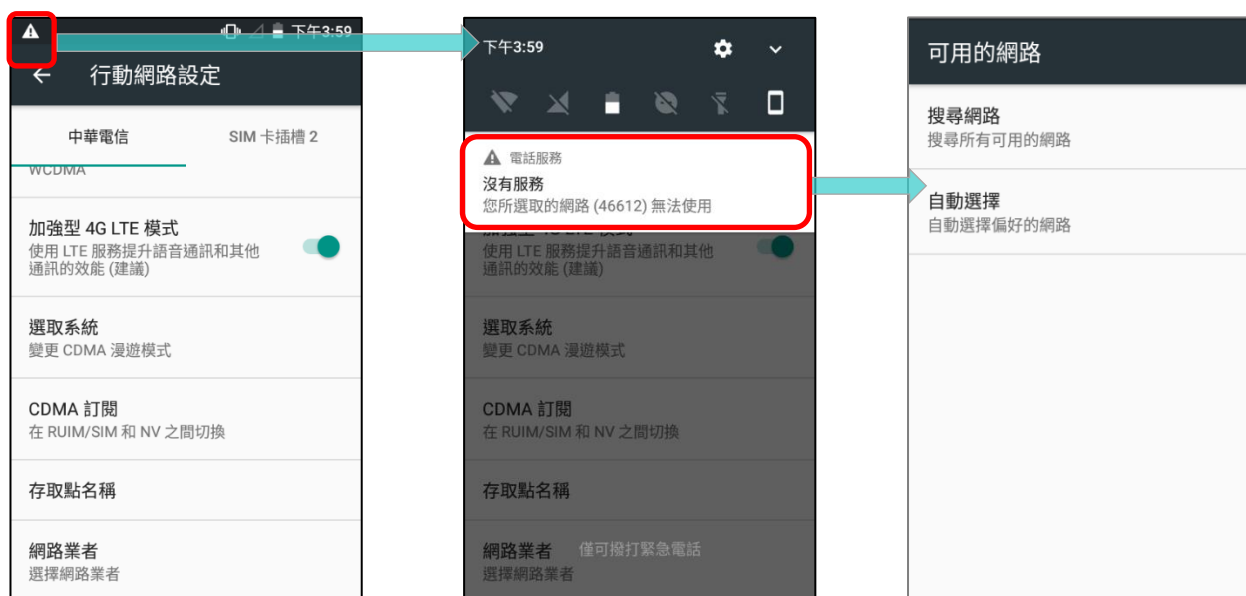 下午3:59
行動網路設定
中華電信
SIM 卡插槽 2
WCDMA
加強型 4G LTE 模式
使用 LTE 服務提升語音通訊和其他
通訊的效能 (建議)
選取系統
變更 CDMA 漫遊模式
CDMA 訂閱
在 RUIM/SIM 和 NV 之間切換
存取點名稱
網路業者
選擇網路業者
下午3:59
電話服務
沒有服務
您所選取的網路 (46612) 無法使用
加強型 4G LTE 模式
使用 LTE 服務提升語音通訊和其他
通訊的效能 (建議)
選取系統
變更 CDMA 漫遊模式
CDMA 訂閱
在 RUIM/SIM 和 NV 之間切換
存取點名稱
網路業者
僅可撥打緊急電話
選擇網路業者
可用的網路
搜尋網路
搜尋所有可用的網路
自動選擇
自動選擇偏好的網路